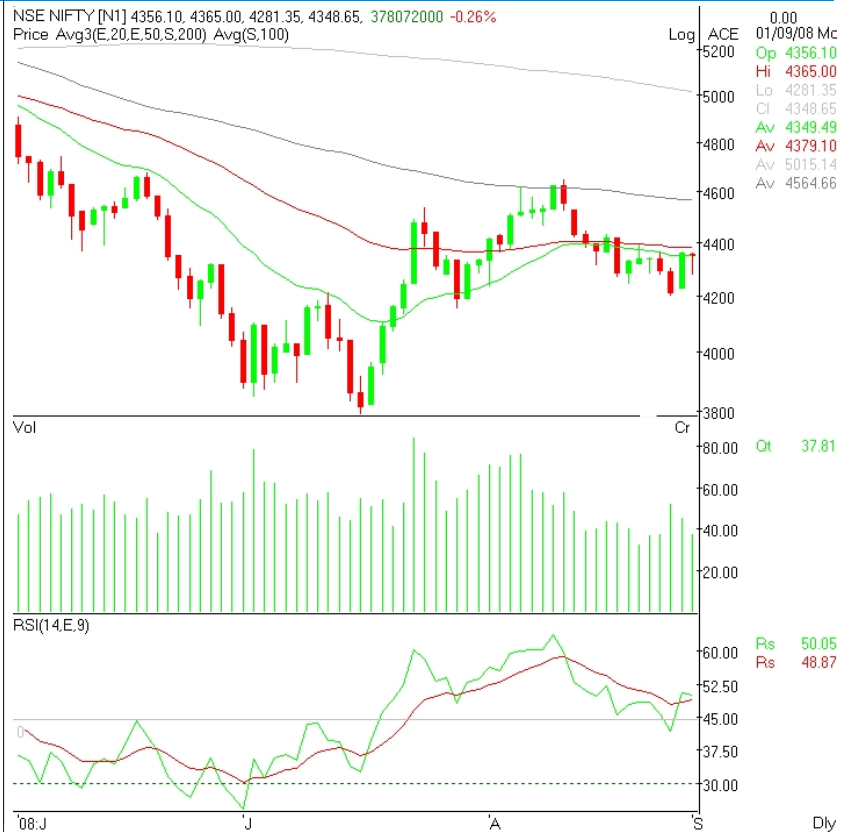 NSE NIFTY [N1] 4356.10, 4365.00, 4281.35, 4348.65, 378072000 -0.26%
Price Avg3(E,20,E,50,S,200) Avg(S,100)
Log
ACE
0.00
01/09/08 Mo
Op 4356.10
Hi 4365.00
Lo 4281.35
Cl 4348.65
Av 4349.49
Av 4379.10
Av 5015.14
Av 4564.66
5200
5000
4800
4600
4400
4200
4000
3800
Vol
Cr
80.00
60.00
40.00
20.00
Qt 37.81
RSI(14,E,9)
0
60.00
52.50
45.00
37.50
30.00
Rs 50.05
Rs 48.87
'08:J
'J
'A
'S
Dly